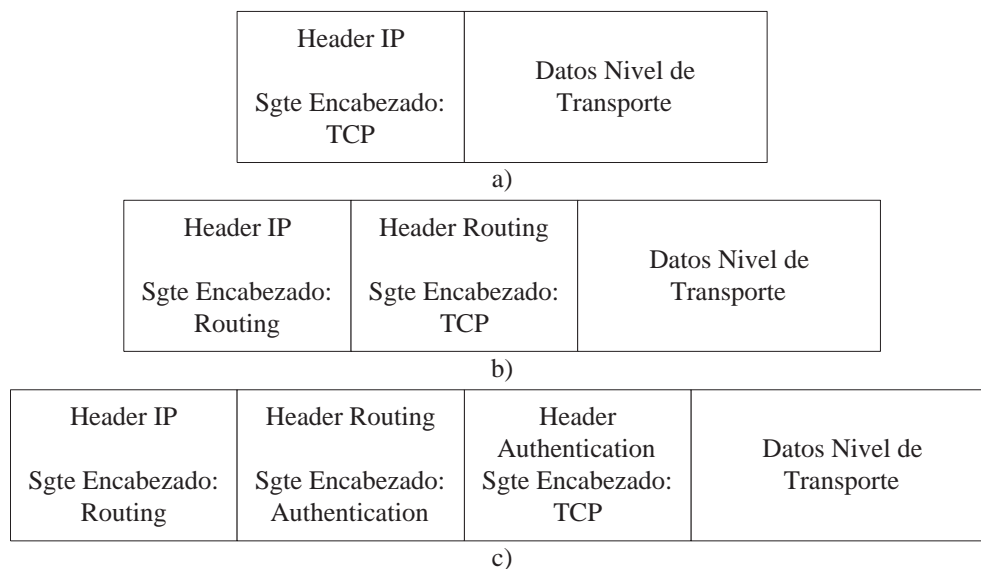 Header IP
Sgte Encabezado:
TCP
Datos Nivel de
Transporte
a)
Header IP
Sgte Encabezado:
Routing
Header Routing
Sgte Encabezado:
TCP
Datos Nivel de
Transporte
b)
Header IP
Sgte Encabezado:
Routing
Header Routing
Sgte Encabezado:
Authentication
Header
Authentication
Sgte Encabezado:
TCP
Datos Nivel de
Transporte
c)